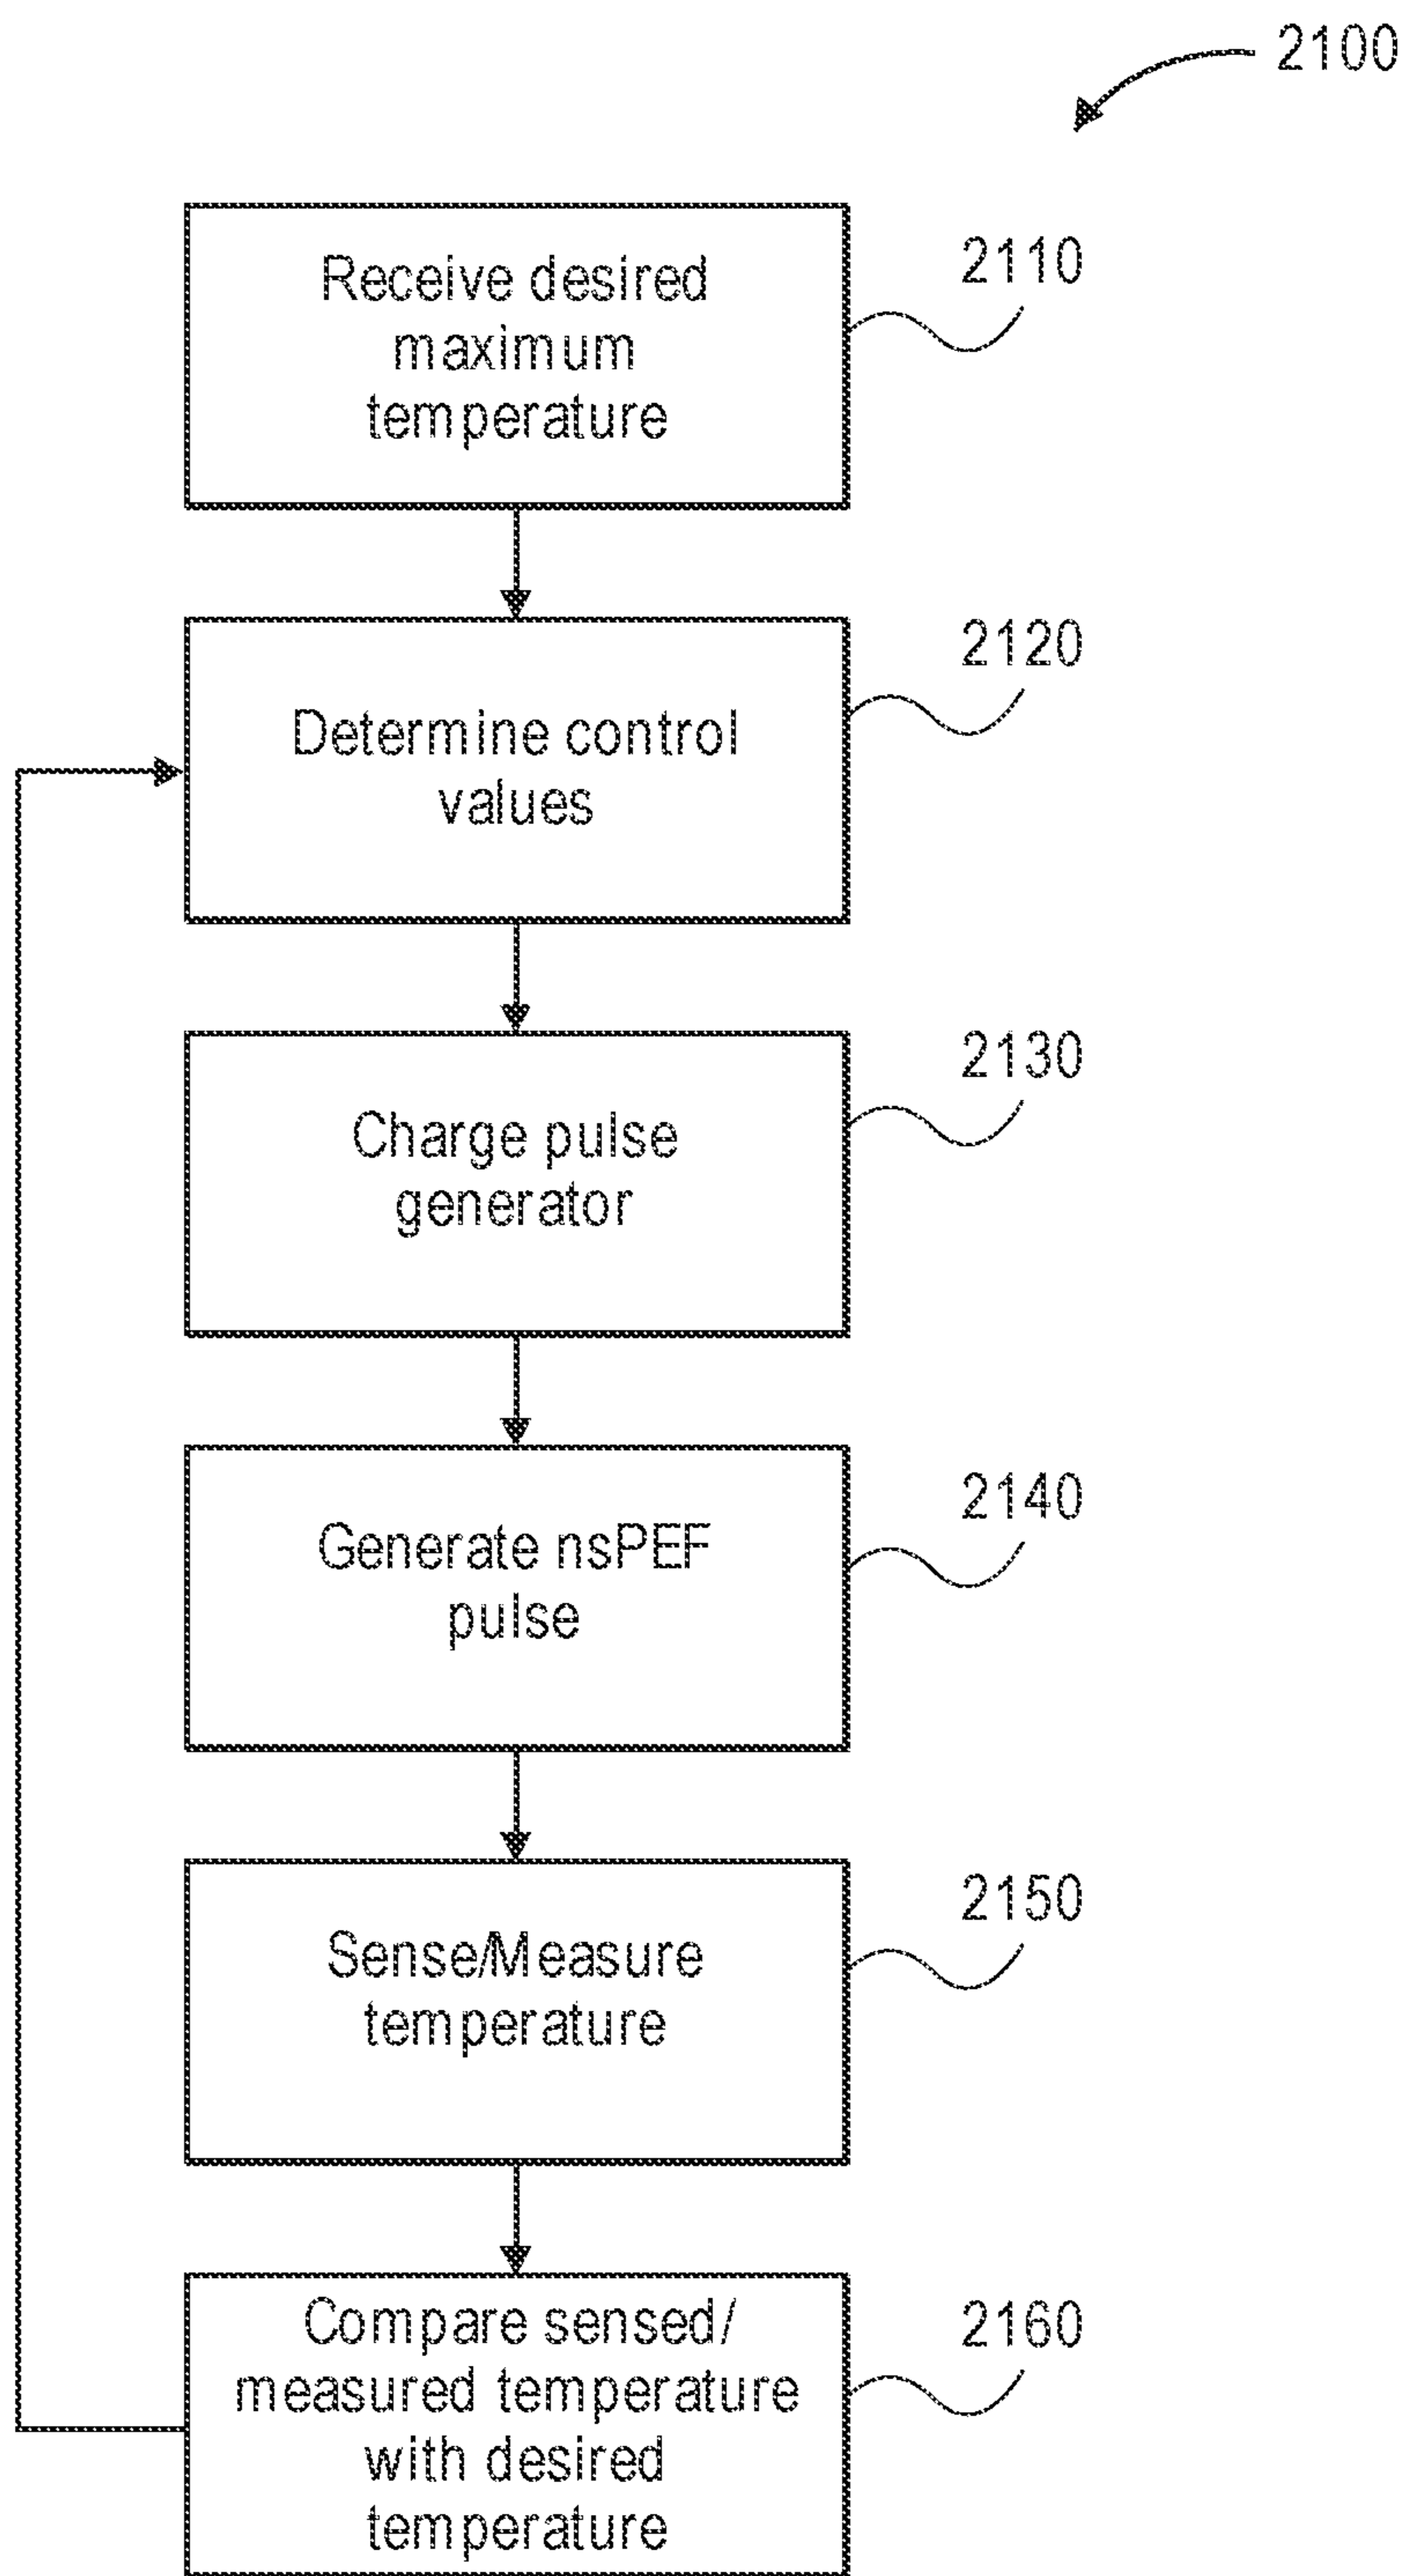 2100
Receive desired
maximum
temperature
2110
Determine control
values
2120
Charge pulse
generator
2130
Generate nsPEF
pulse
2140
Sense/Measure
temperature
2150
Compare sensed/
measured temperature
with desired
temperature
2160